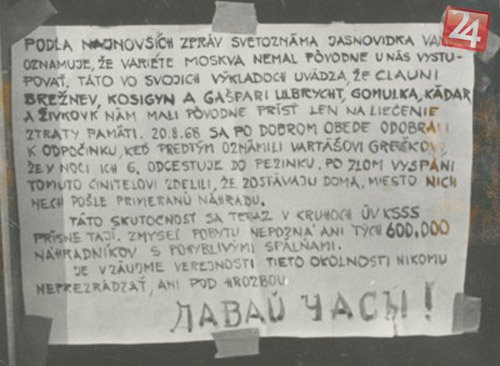 24
PODĽA NAJNOVŠÍCH ZPRÁV SVETOZNÁMA JASNOVIDKA
OZNAMUJE, ŽE VARIÉTE MOSKVA NEMAL PÔVODNE U NÁS VYSTU-
POVAŤ. TÁTO VO SVOJICH VÝKLADOCH UVÁDZA, ŽE CLAUNI
BREŽNEV, KOSIGYN A GAŠPARI ULBRYCHT, GOMULKA, KÁDAR
A ŽIVKOV K NÁM MALI PÔVODNE PRÍSŤ LEN NA LIEČENIE
ZTRATY PAMÄTI. 20.8.68 SA PO DOBROM OBEDE ODOBRALI
K ODPOČINKU, KEĎ PREDTÝM OZNÁMILI VARTÁŠOVI GREČKOVI
ŽE V NOCI ICH 6. ODCESTUJE DO PEZINKU. PO ZLOM VYSPANÍ
TOMUTO ČINITEĽOVI ZDELILI, ŽE ZOSTÁVAJÚ DOMA, MIESTO NICH
NECH POŠLE PRIMERANÚ NÁHRADU.
TÁTO SKUTOČNOSŤ SA TERAZ V KRUHOCH ÚV KSSS
PRÍSNE TAJÍ. ZMYSEL POBYTU NEPOZNÁ ANI TÝCH 600.000
NÁHRADNÍKOV S POHYBLIVÝMI SPÁLŇAMI.
JE V ZÁUJME VEREJNOSTI TIETO OKOLNOSTI NIKOMU
NEPREZRÁDZAŤ, ANI POD HROZBOU
ДАВАЙ ЧАСЫ!